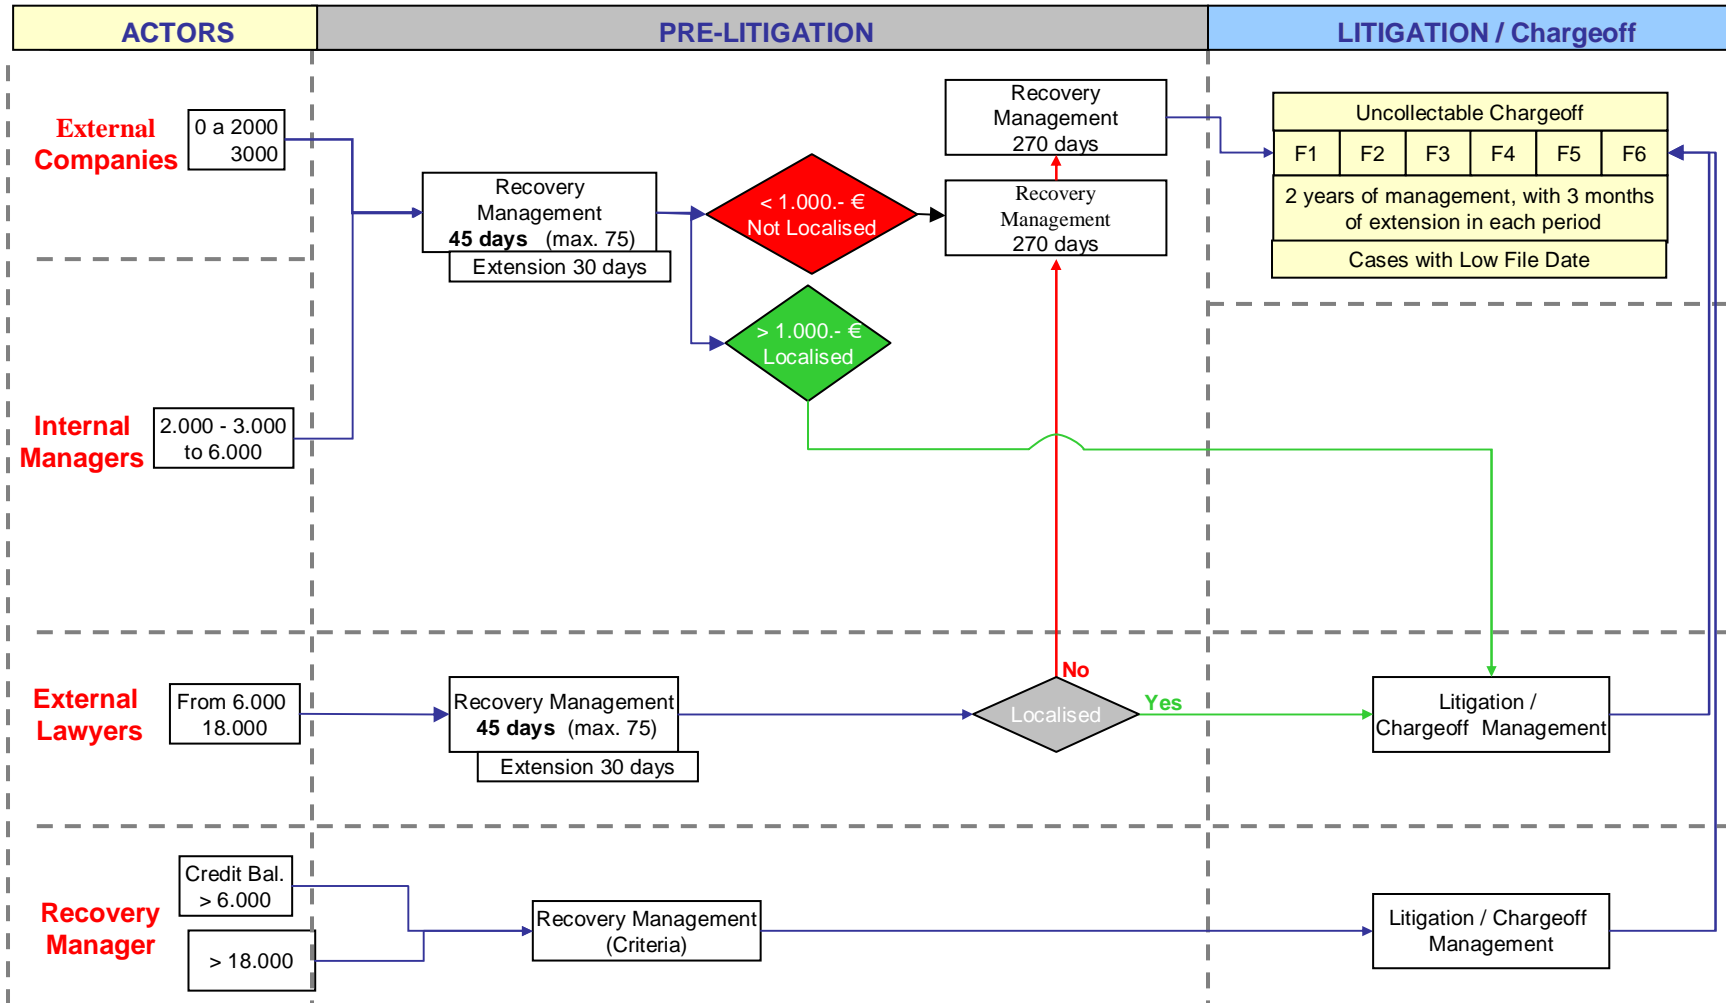 ACTORS
PRE-LITIGATION
LITIGATION / Chargeoff
External
Companies
0 a 2000
3000
Recovery
Management
45 days (max. 75)
Extension 30 days
< 1.000.- €
Not Localised
> 1.000.- €
Localised
Recovery
Management
270 days
Recovery
Management
270 days
Uncollectable Chargeoff
F1
F2
F3
F4
F5
F6
2 years of management, with 3 months
of extension in each period
Cases with Low File Date
Internal
Managers
2.000 - 3.000
to 6.000
External
Lawyers
From 6.000
18.000
Recovery Management
45 days (max. 75)
Extension 30 days
Localised
No
Yes
Litigation /
Chargeoff Management
Recovery
Manager
Credit Bal.
> 6.000
> 18.000
Recovery Management
(Criteria)
Litigation / Chargeoff
Management